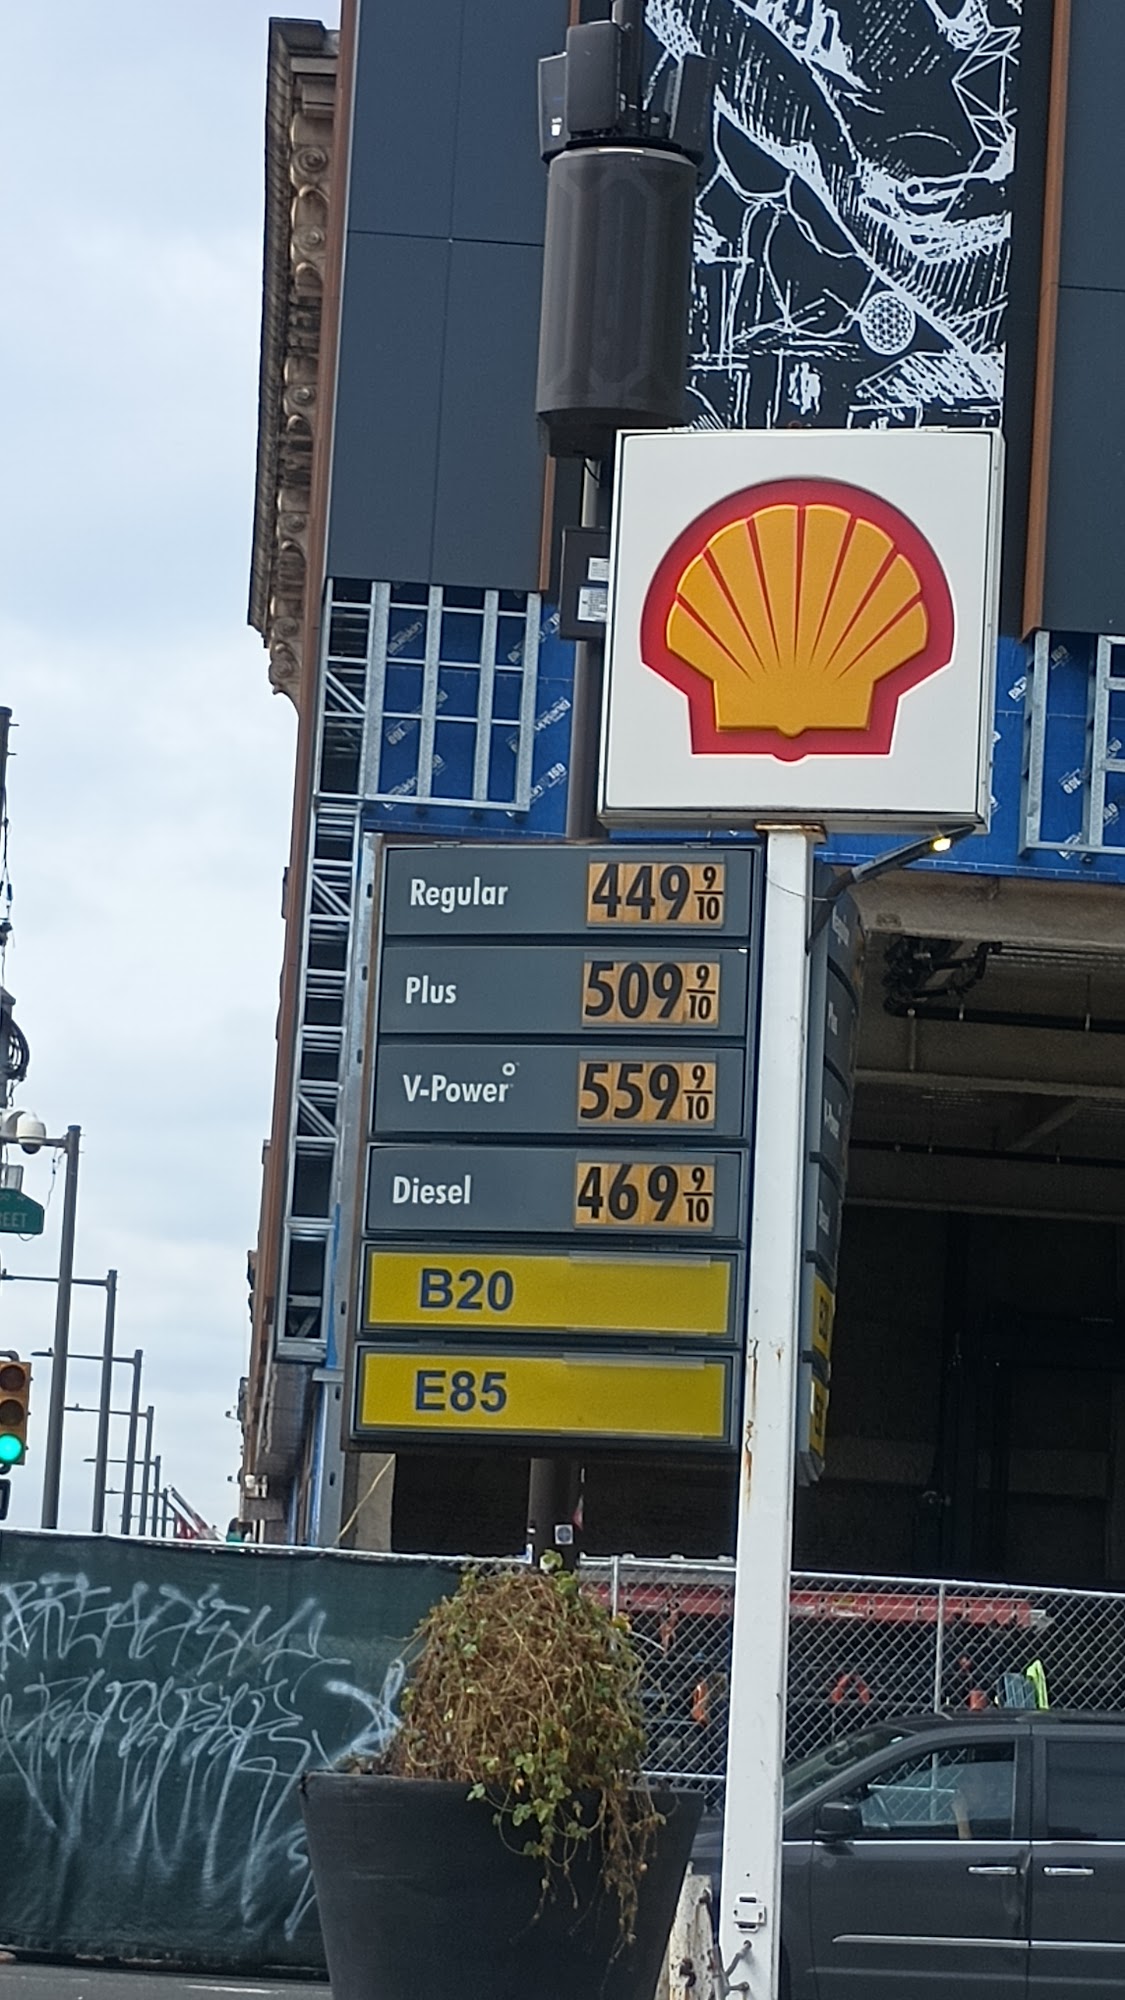 Regular 449 9/10
Plus 509 9/10
V-Power 559 9/10
Diesel 469 9/10
B20
E85